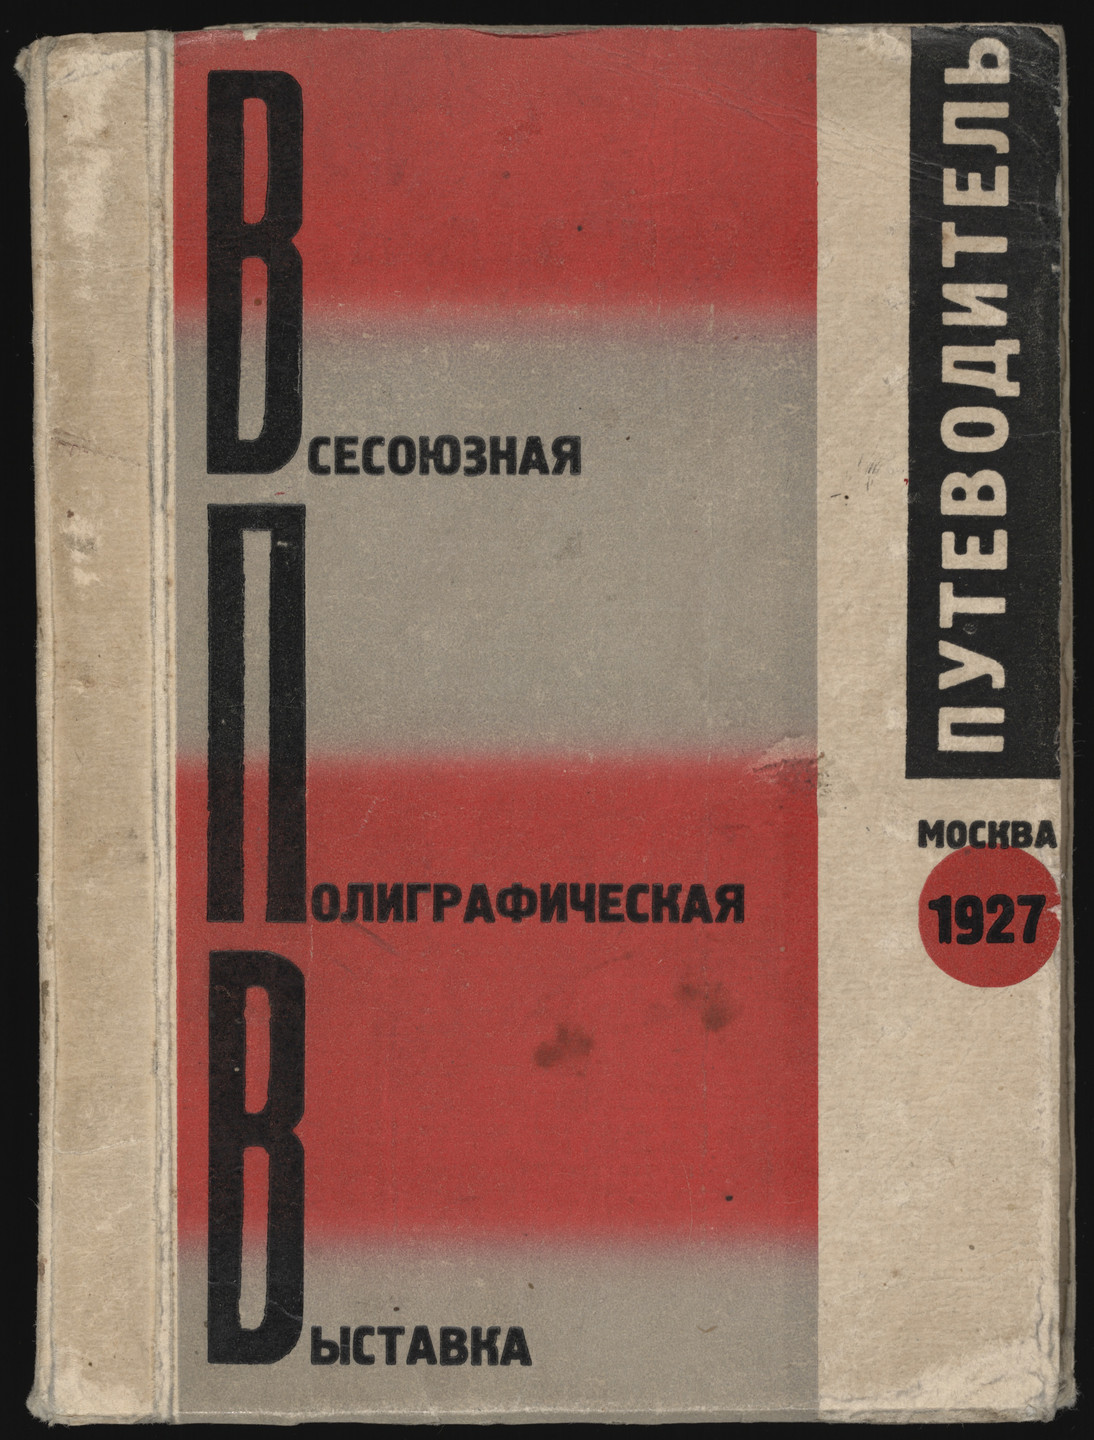 ВСЕСОЮЗНАЯ
ПОЛИГРАФИЧЕСКАЯ
ВЫСТАВКА
ПУТЕВОДИТЕЛЬ
МОСКВА
1927